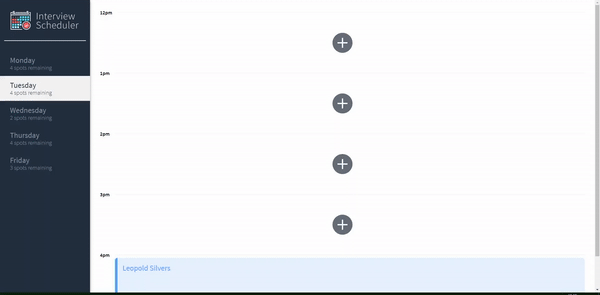 Interview
Scheduler
Monday
4 spots remaining
Tuesday
4 spots remaining
Wednesday
2 spots remaining
Thursday
4 spots remaining
Friday
3 spots remaining
12pm
1pm
2pm
3pm
4pm
Leopold Silvers